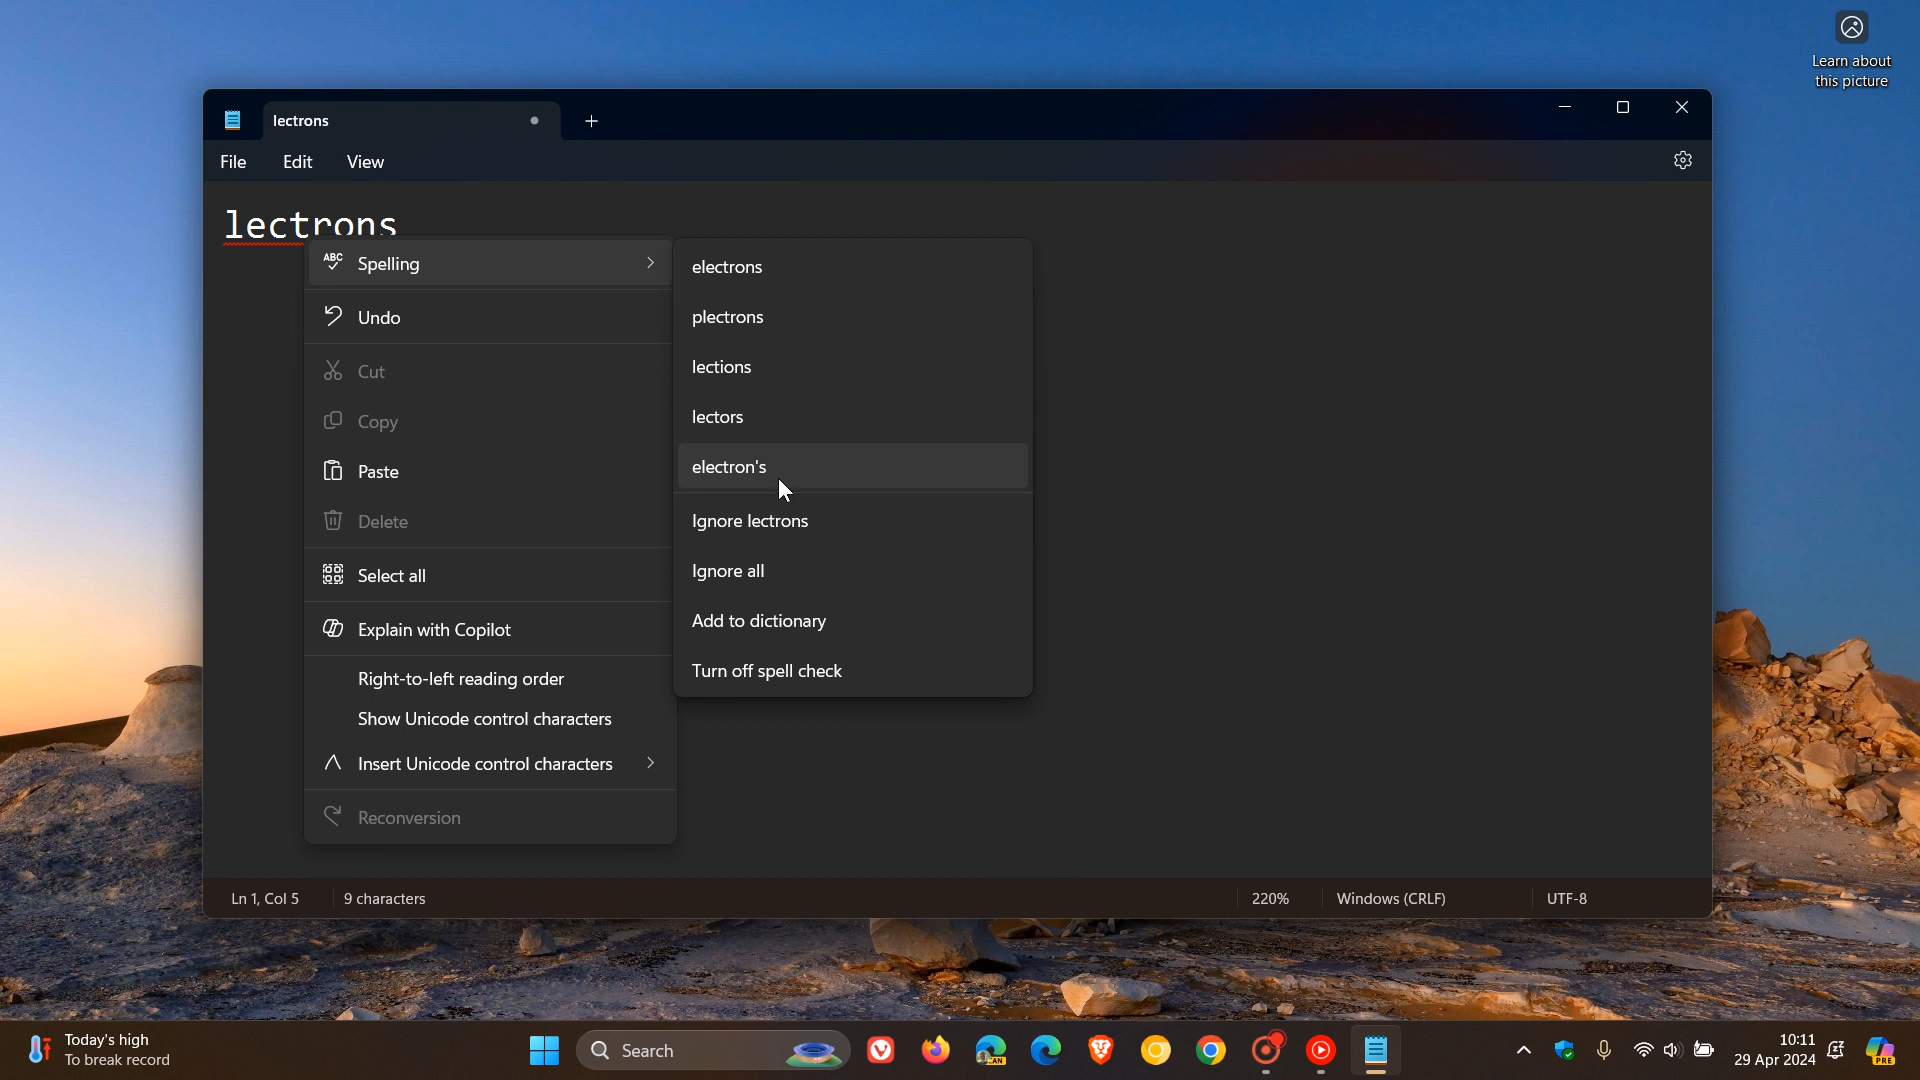 Learn about
this picture
lectrons
File Edit View
lectrons
Spelling
Undo
Cut
Copy
Paste
Delete
Select all
Explain with Copilot
Right-to-left reading order
Show Unicode control characters
Insert Unicode control characters
Reconversion
electrons
plectrons
lections
lectors
electron's
Ignore lectrons
Ignore all
Add to dictionary
Turn off spell check
Ln 1, Col 5 9 characters 220% Windows (CRLF) UTF-8
Today's high
To break record
Search
CAN
10:11
29 Apr 2024
PRE